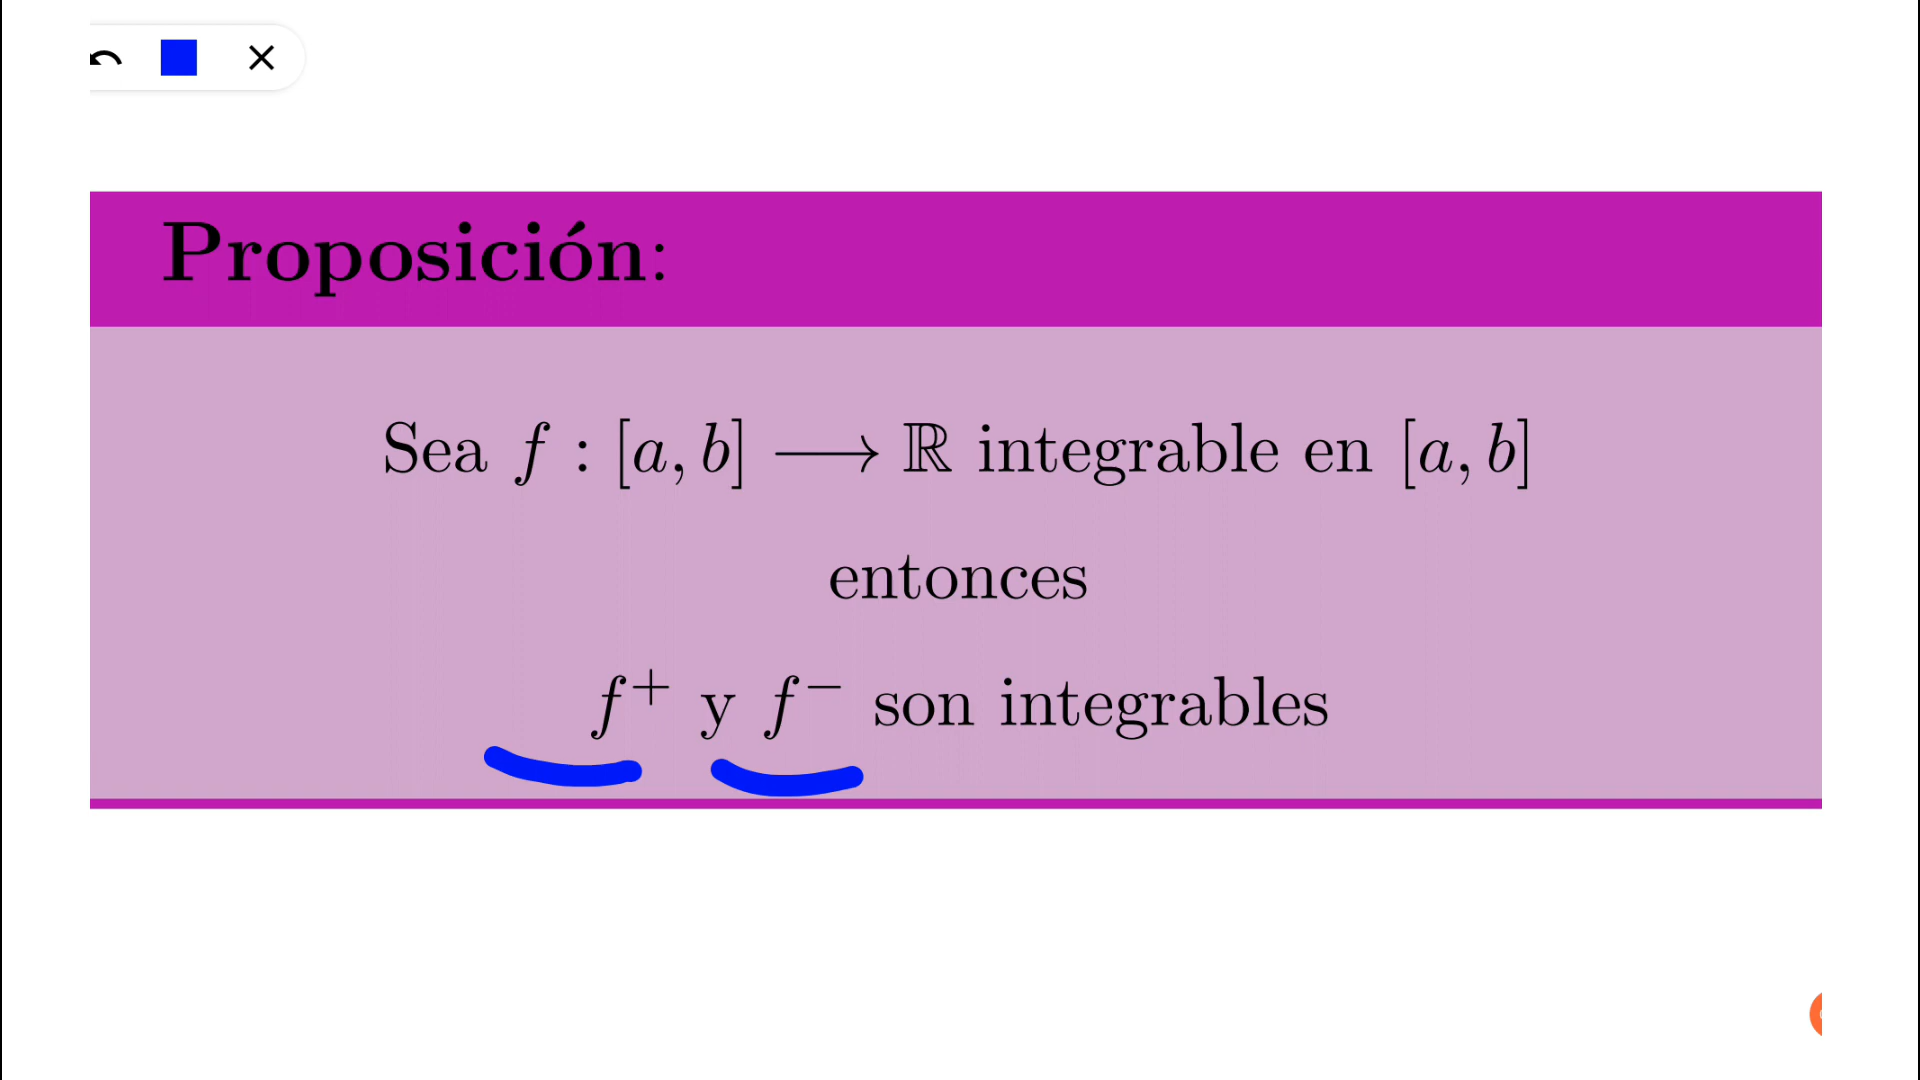 Proposición:
Sea f : [a, b] ⟶ ℝ integrable en [a, b]
entonces
f⁺ y f⁻ son integrables